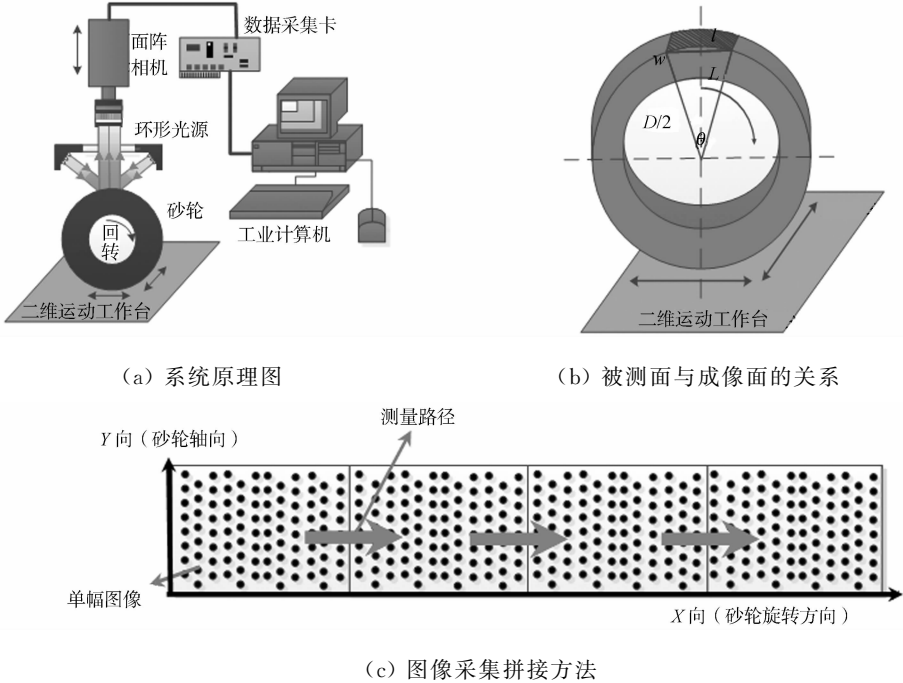 数据采集卡
面阵
相机
环形光源
砂轮
回
转
工业计算机
二维运动工作台
(a) 系统原理图
l
w
L
D/2
θ
二维运动工作台
(b) 被测面与成像面的关系
测量路径
Y向(砂轮轴向)
单幅图像
X向(砂轮旋转方向)
(c) 图像采集拼接方法